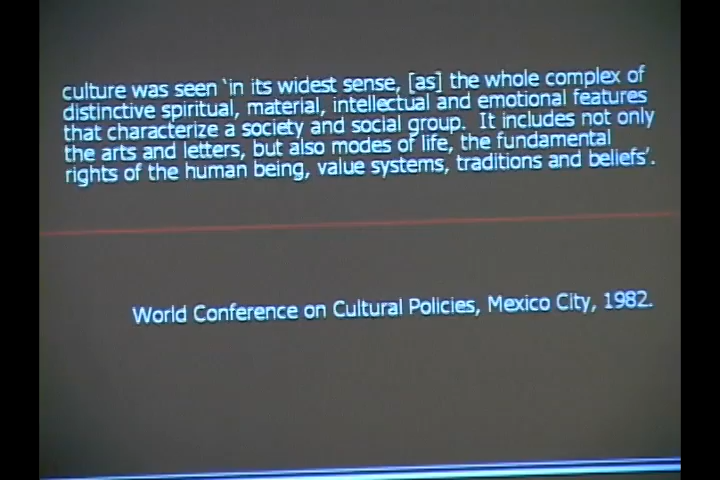 culture was seen `in its widest sense, [as] the whole complex of
distinctive spiritual, material, intellectual and emotional features
that characterize a society and social group.  It includes not only
the arts and letters, but also modes of life, the fundamental
rights of the human being, value systems, traditions and beliefs'.
World Conference on Cultural Policies, Mexico City, 1982.